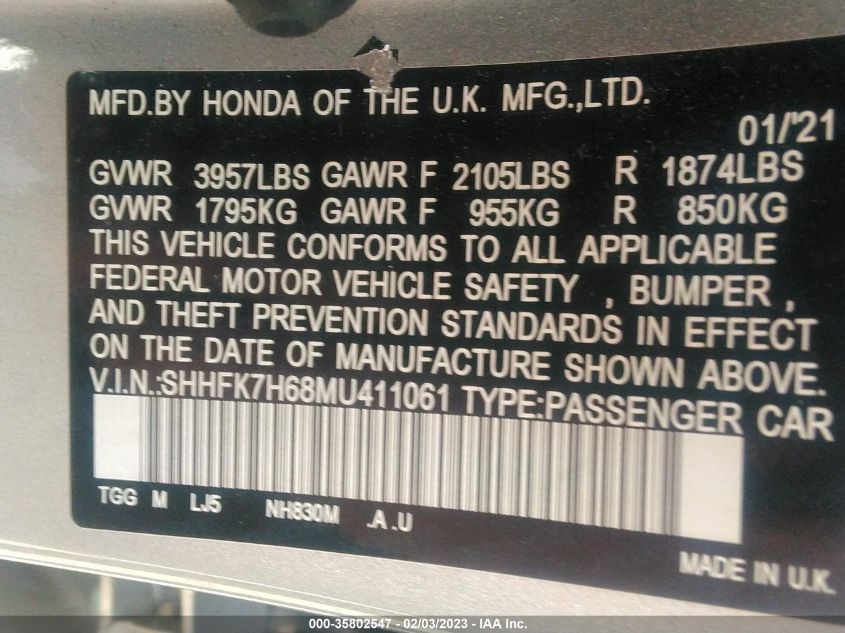 MFD.BY HONDA OF THE U.K. MFG.,LTD.
01/'21
GVWR 3957LBS GAWR F 2105LBS R 1874LBS
GVWR 1795KG GAWR F 955KG R 850KG
THIS VEHICLE CONFORMS TO ALL APPLICABLE
FEDERAL MOTOR VEHICLE SAFETY , BUMPER ,
AND THEFT PREVENTION STANDARDS IN EFFECT
ON THE DATE OF MANUFACTURE SHOWN ABOVE.
V.I.N.:SHHFK7H68MU411061 TYPE:PASSENGER CAR
TGG M LJ5 NH830M .A .U
MADE IN U.K.
000-35802547 - 02/03/2023 - © IAA Inc.